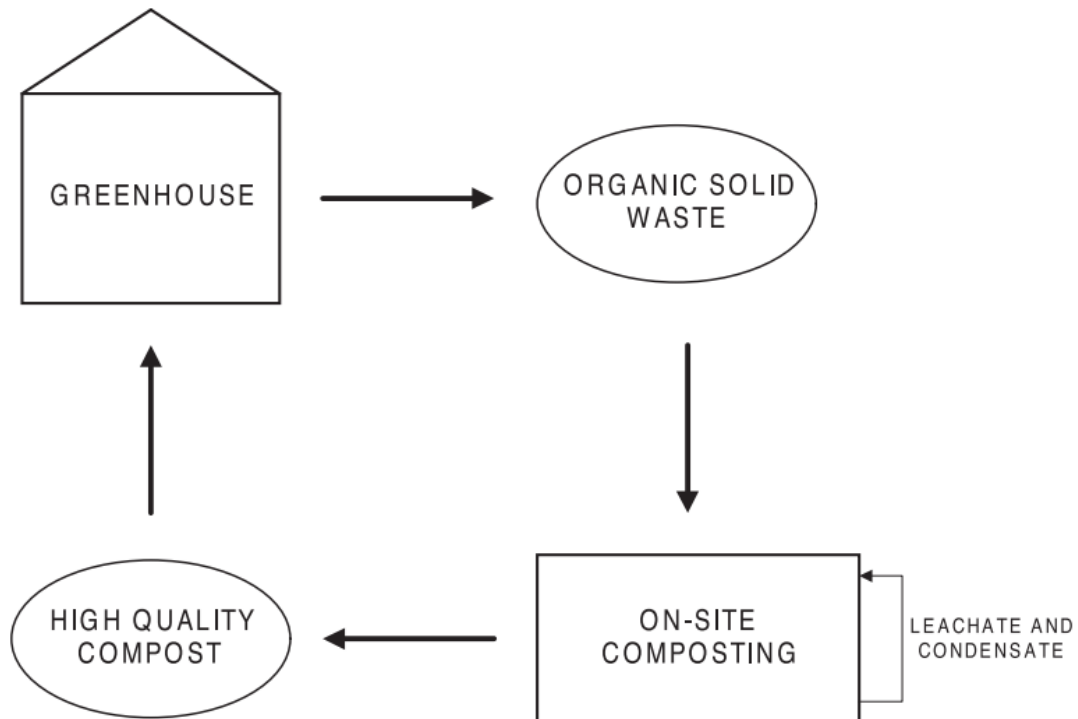 GREENHOUSE
ORGANIC SOLID
WASTE
HIGH QUALITY
COMPOST
ON-SITE
COMPOSTING
LEACHATE AND
CONDENSATE